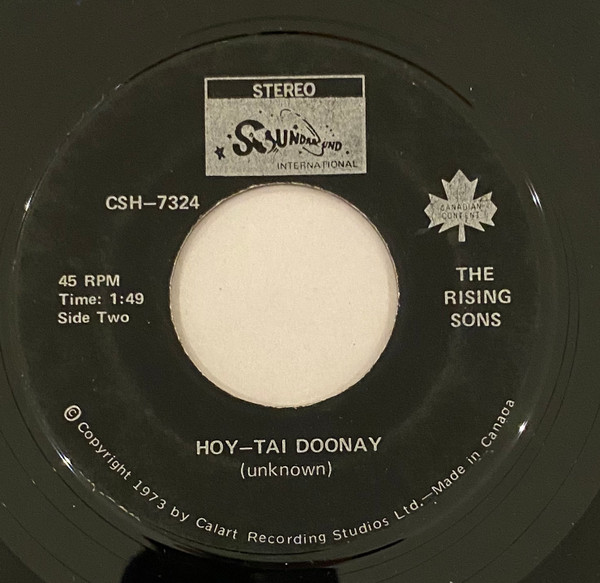 STEREO
SOUNDAROUND
INTERNATIONAL
CSH-7324
CANADIAN
CONTENT
45 RPM
Time: 1:49
Side Two
THE
RISING
SONS
HOY-TAI DOONAY
(unknown)
© Copyright 1973 by Calart Recording Studios Ltd.-Made in Canada